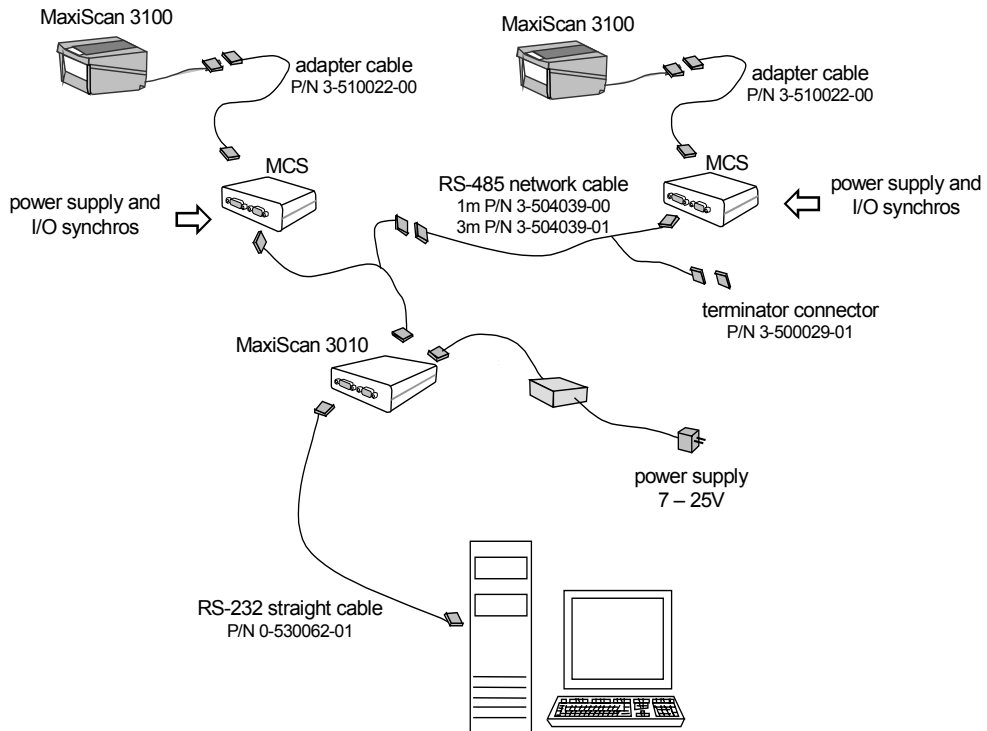 MaxiScan 3100
MaxiScan 3100
adapter cable
P/N 3-510022-00
adapter cable
P/N 3-510022-00
MCS
MCS
power supply and
I/O synchros
RS-485 network cable
1m P/N 3-504039-00
3m P/N 3-504039-01
power supply and
I/O synchros
terminator connector
P/N 3-500029-01
MaxiScan 3010
power supply
7 – 25V
RS-232 straight cable
P/N 0-530062-01